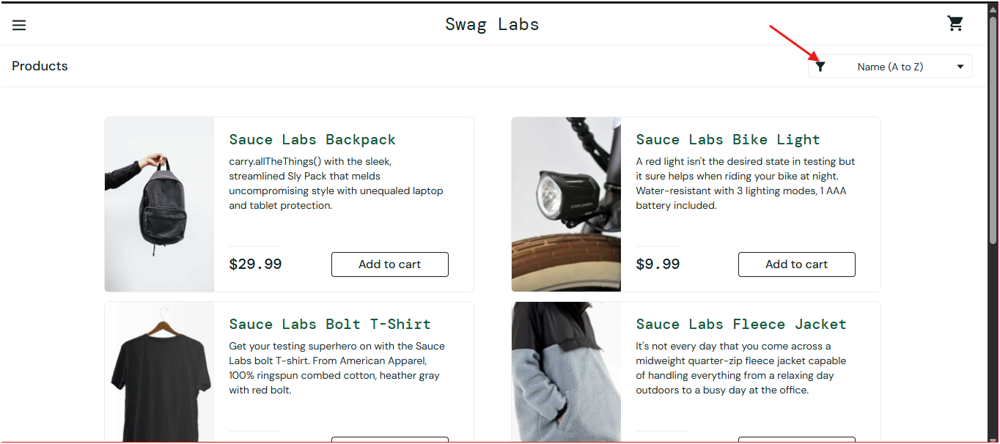 Swag Labs
Products
Name (A to Z)
Sauce Labs Backpack
carry.allTheThings() with the sleek,
streamlined Sly Pack that melds
uncompromising style with unequaled laptop
and tablet protection.
$29.99
Add to cart
Sauce Labs Bike Light
A red light isn't the desired state in testing but
it sure helps when riding your bike at night.
Water-resistant with 3 lighting modes, 1 AAA
battery included.
$9.99
Add to cart
Sauce Labs Bolt T-Shirt
Get your testing superhero on with the Sauce
Labs bolt T-shirt. From American Apparel,
100% ringspun combed cotton, heather gray
with red bolt.
Sauce Labs Fleece Jacket
It's not every day that you come across a
midweight quarter-zip fleece jacket capable
of handling everything from a relaxing day
outdoors to a busy day at the office.